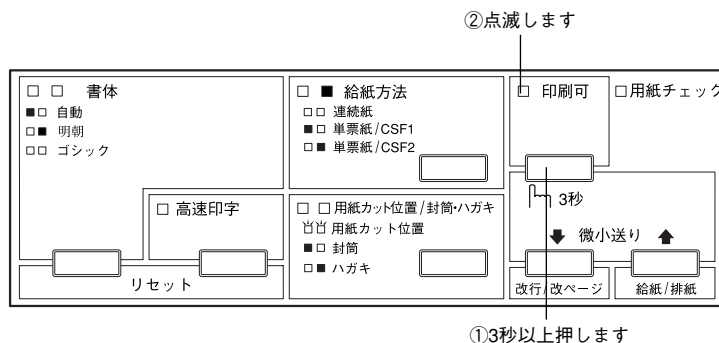 ②点滅します
書体
自動
明朝
ゴシック
高速印字
リセット
給紙方法
連続紙
単票紙/CSF1
単票紙/CSF2
用紙カット位置/封筒・ハガキ
用紙カット位置
封筒
ハガキ
印刷可
用紙チェック
3秒
微小送り
改行/改ページ
給紙/排紙
①3秒以上押します